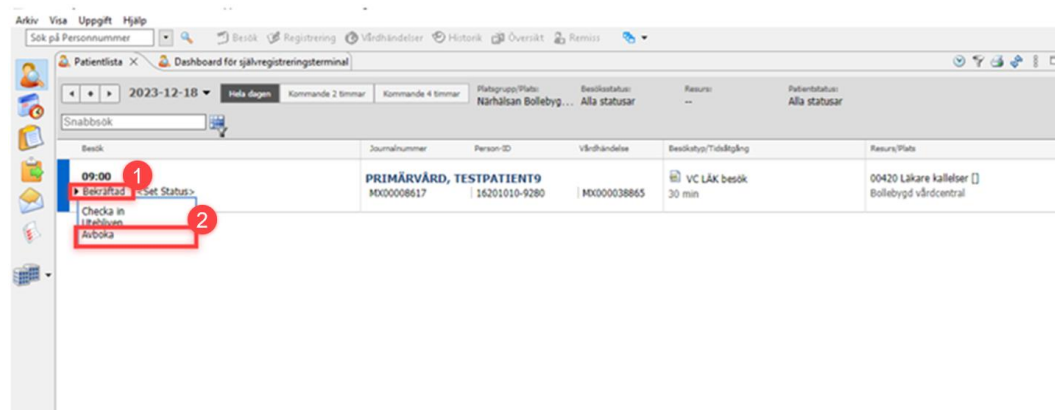 Arkiv Visa Uppgift Hjälp
Sök på Personnummer Besök Registrering Vårdhändelser Historik Översikt Remiss
Patientlista Dashboard för självregistreringsterminal
2023-12-18 Hela dagen Kommande 2 timmar Kommande 4 timmar
Platsgrupp/Plats: Besöksstatus: Resurs: Patientstatus:
Närhälsan Bollebyg... Alla statusar -- Alla statusar
Snabbsök
Besök Journalnummer Person-ID Vårdhändelse Besökstyp/Tidsåtgång Resurs/Plats
09:00 1 PRIMÄRVÅRD, TESTPATIENT9 VC LÄK besök 00420 Läkare kallelser []
Bekräftad <Set Status> MX00008617 16201010-9280 MX000038865 30 min Bollebygd vårdcentral
Checka in
Utebliven 2
Avboka